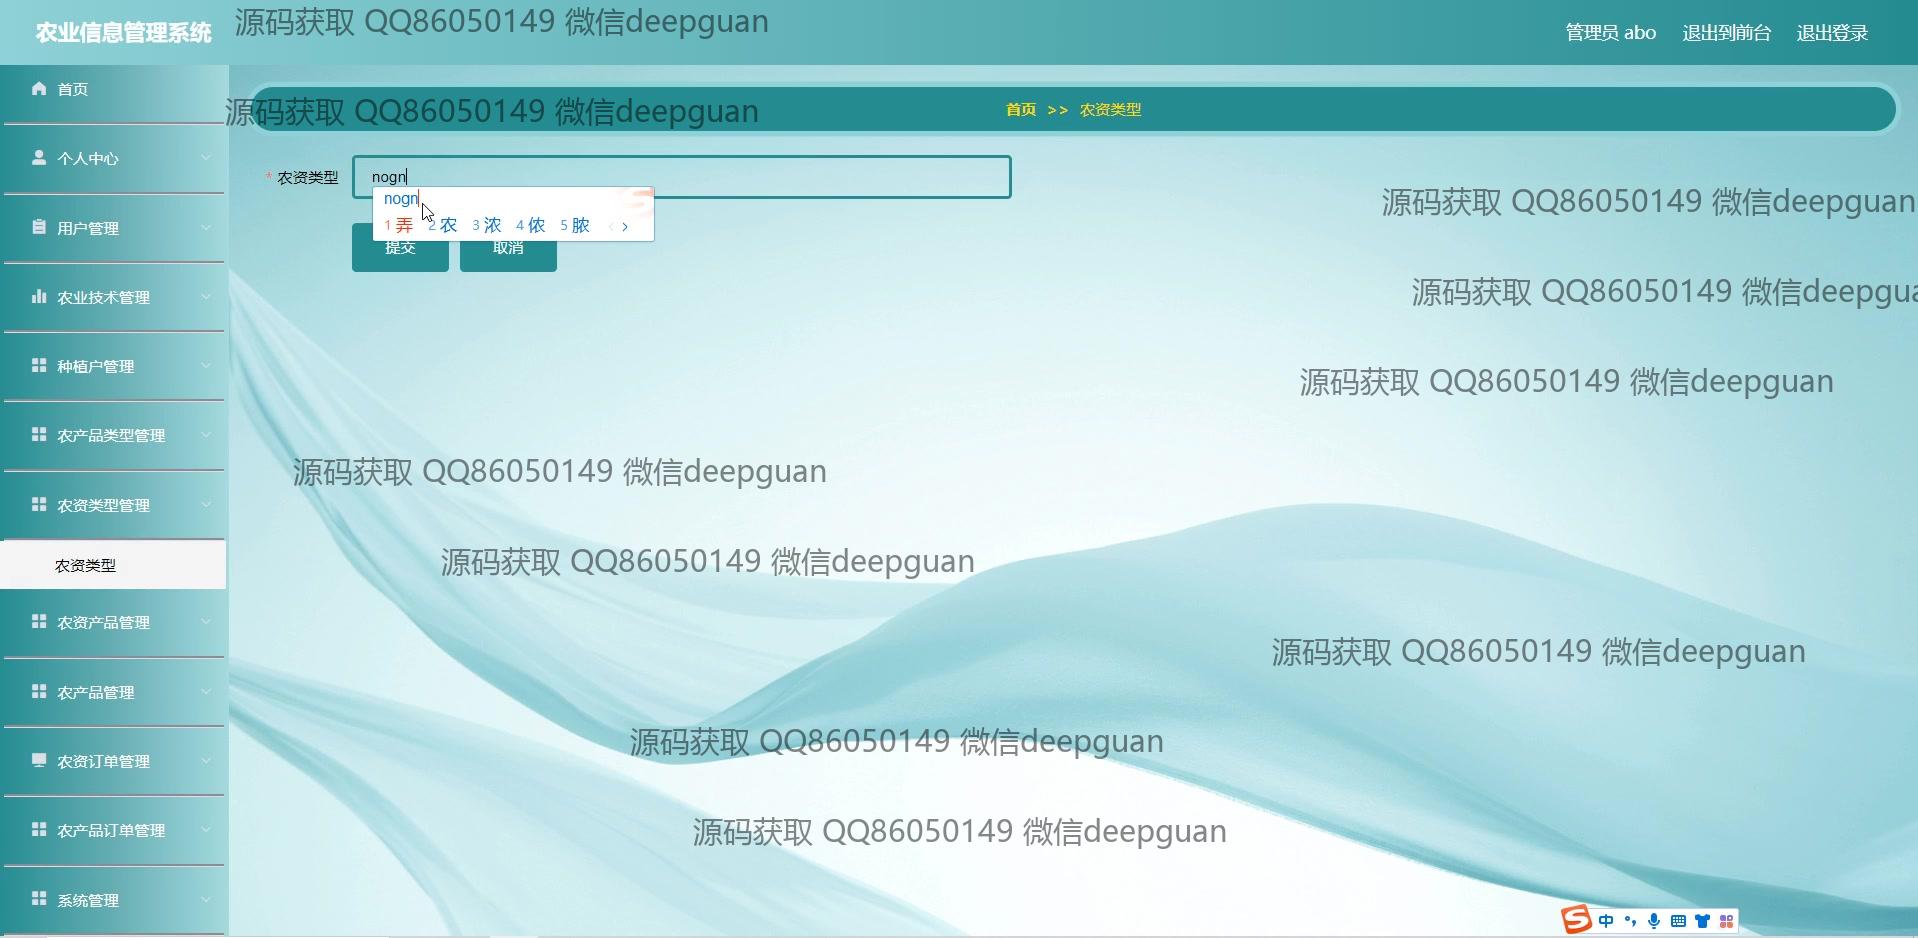 农业信息管理系统
源码获取 QQ86050149 微信deepguan
管理员 abo 退出到前台 退出登录
首页
源码获取 QQ86050149 微信deepguan
首页 >> 农资类型
个人中心
* 农资类型 nogn
nogn
源码获取 QQ86050149 微信deepguan
用户管理
1 弄 2 农 3 浓 4 侬 5 脓
提交 取消
农业技术管理
源码获取 QQ86050149 微信deepgua
种植户管理
源码获取 QQ86050149 微信deepguan
农产品类型管理
源码获取 QQ86050149 微信deepguan
农资类型管理
农资类型
源码获取 QQ86050149 微信deepguan
农资产品管理
源码获取 QQ86050149 微信deepguan
农产品管理
源码获取 QQ86050149 微信deepguan
农资订单管理
农产品订单管理
源码获取 QQ86050149 微信deepguan
系统管理
中